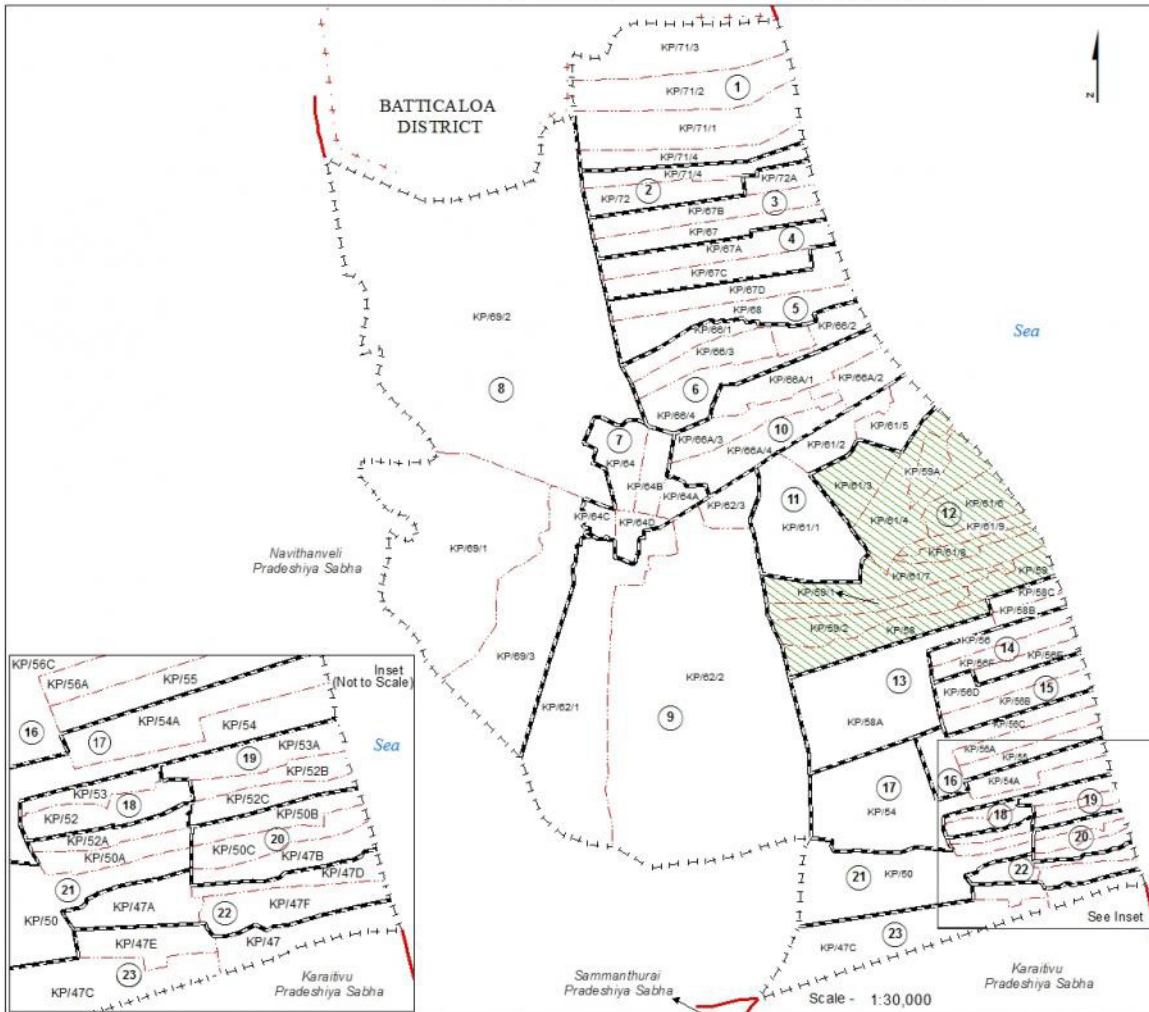 KP/71/3
BATTICALOA
DISTRICT
KP/71/2
1
KP/71/1
KP/71/4
KP/71/4
2
KP/72
KP/72A
3
KP/67B
KP/67
4
KP/67A
KP/67C
KP/67D
KP/68
5
KP/66/1
KP/66/2
KP/66/3
6
KP/66/4
KP/69/2
8
Sea
z
KP/66A/1
KP/66A/2
10
KP/66A/3
KP/66A/4
KP/61/5
KP/61/2
7
KP/64
KP/64B
KP/64A
KP/62/3
KP/64C
KP/64D
11
KP/61/1
KP/61/3
KP/59A
12
KP/61/6
KP/61/4
KP/61/9
KP/61/8
KP/61/7
KP/59
KP/59/1
KP/59/2
KP/58
KP/58C
KP/58B
KP/69/1
Navithanveli
Pradeshiya Sabha
KP/69/3
KP/62/1
KP/62/2
9
KP/56
14
KP/56F
KP/56E
13
KP/56D
15
KP/56B
KP/58A
KP/56C
KP/56A
KP/55
16
KP/54A
17
KP/54
18
19
20
21
KP/50
22
See Inset
23
KP/47C
Sammanthurai
Pradeshiya Sabha
Karaitivu
Pradeshiya Sabha
Scale - 1:30,000
Inset
(Not to Scale)
KP/56C
KP/56A
KP/55
KP/54A
16
17
KP/54
Sea
19
KP/53A
KP/53
KP/52B
18
KP/52
KP/52C
KP/50B
KP/52A
20
KP/50A
KP/50C
KP/47B
21
KP/47D
KP/47A
KP/50
22
KP/47F
KP/47E
KP/47
23
KP/47C
Karaitivu
Pradeshiya Sabha